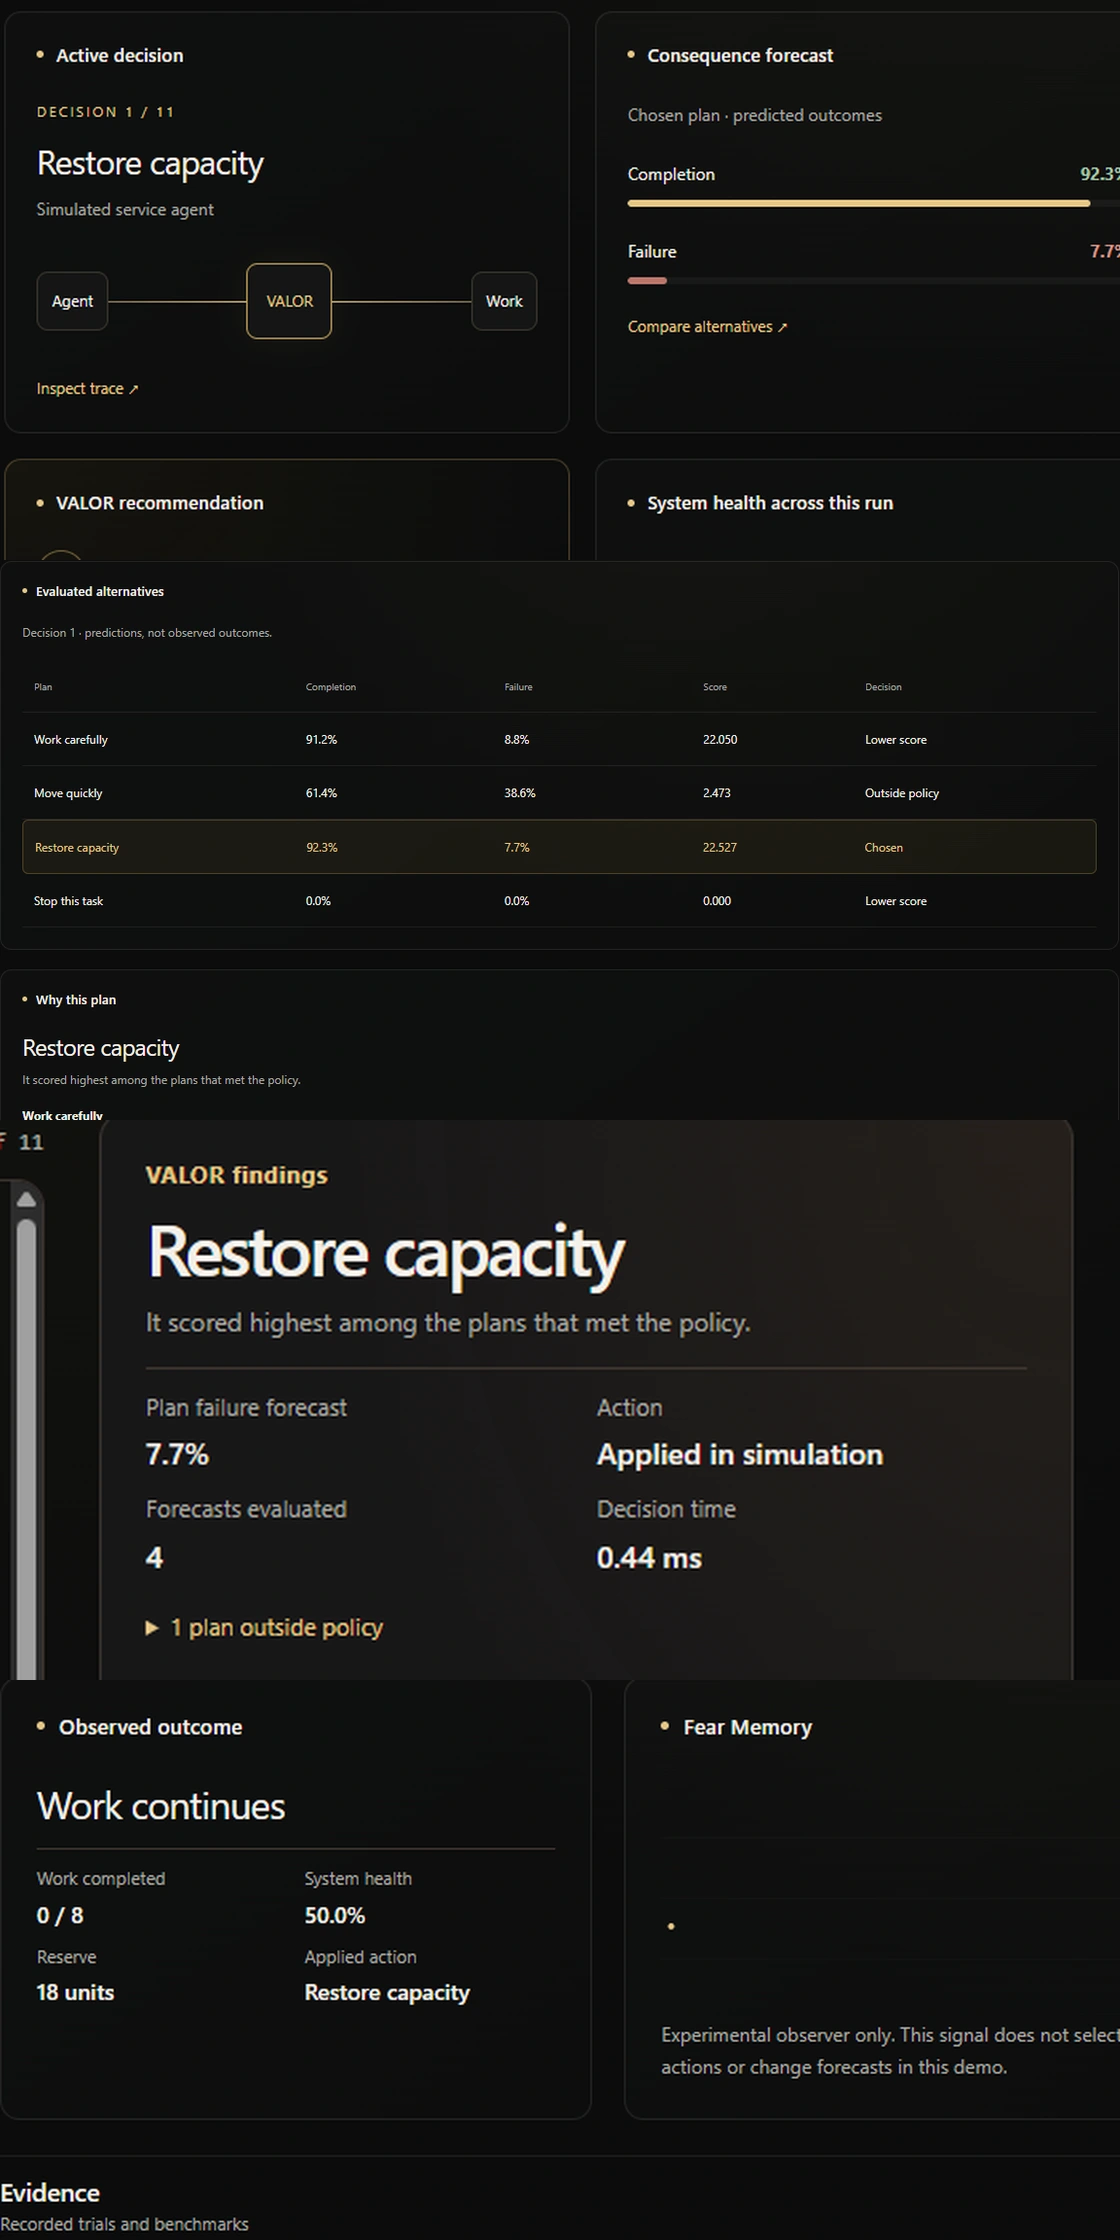 Active decision
DECISION 1 / 11
Restore capacity
Simulated service agent
Agent
VALOR
Work
Inspect trace ↗
Consequence forecast
Chosen plan · predicted outcomes
Completion 92.3%
Failure 7.7%
Compare alternatives ↗
VALOR recommendation
System health across this run
Evaluated alternatives
Decision 1 · predictions, not observed outcomes.
Plan Completion Failure Score Decision
Work carefully 91.2% 8.8% 22.050 Lower score
Move quickly 61.4% 38.6% 2.473 Outside policy
Restore capacity 92.3% 7.7% 22.527 Chosen
Stop this task 0.0% 0.0% 0.000 Lower score
Why this plan
Restore capacity
It scored highest among the plans that met the policy.
Work carefully
11
VALOR findings
Restore capacity
It scored highest among the plans that met the policy.
Plan failure forecast
7.7%
Action
Applied in simulation
Forecasts evaluated
4
Decision time
0.44 ms
▶ 1 plan outside policy
Observed outcome
Work continues
Work completed
0 / 8
System health
50.0%
Reserve
18 units
Applied action
Restore capacity
Fear Memory
Experimental observer only. This signal does not select
actions or change forecasts in this demo.
Evidence
Recorded trials and benchmarks